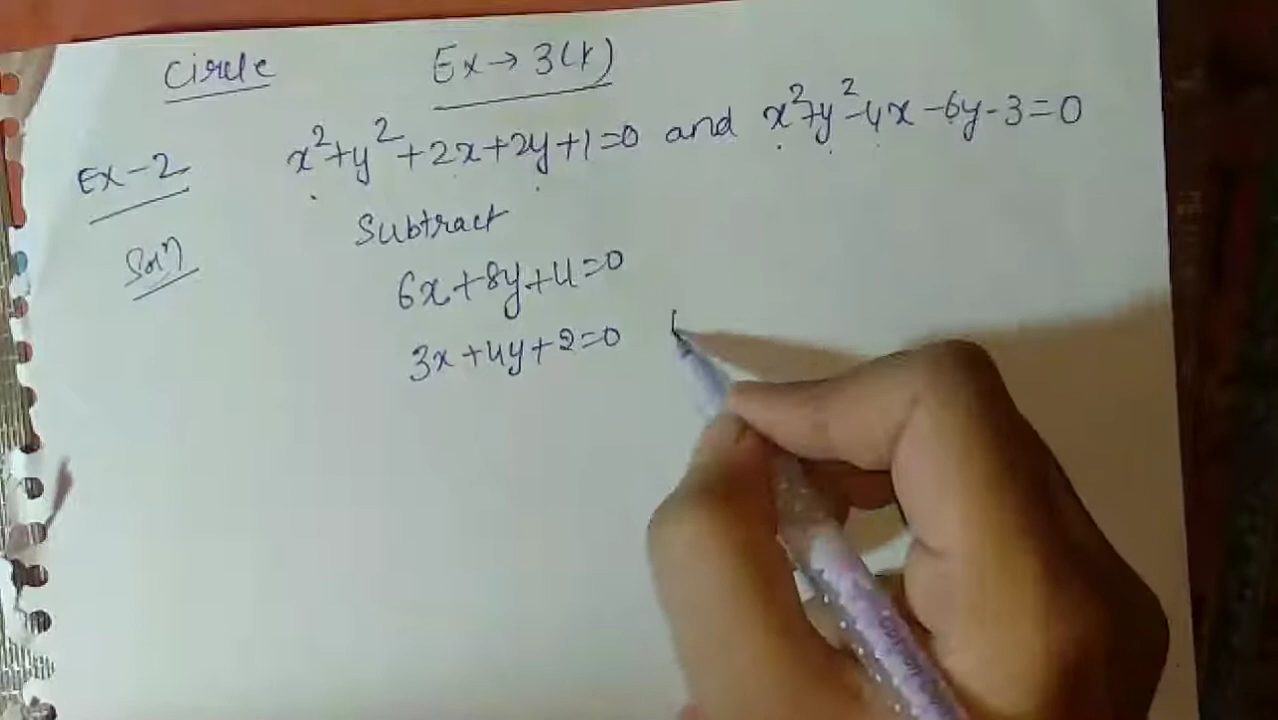 Circle Ex→3(k)
Ex-2 x²+y²+2x+2y+1=0 and x²+y²-4x-6y-3=0
Solⁿ Subtract
6x+8y+4=0
3x+4y+2=0